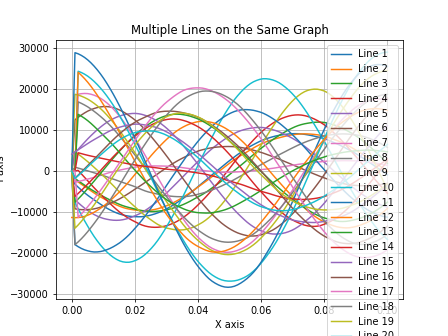 Multiple Lines on the Same Graph
30000
20000
10000
0
-10000
-20000
-30000
0.00
0.02
0.04
0.06
X axis
Line 1
Line 2
Line 3
Line 4
Line 5
Line 6
Line 7
Line 8
Line 9
Line 10
Line 11
Line 12
Line 13
Line 14
Line 15
Line 16
Line 17
Line 18
Line 19
Line 20